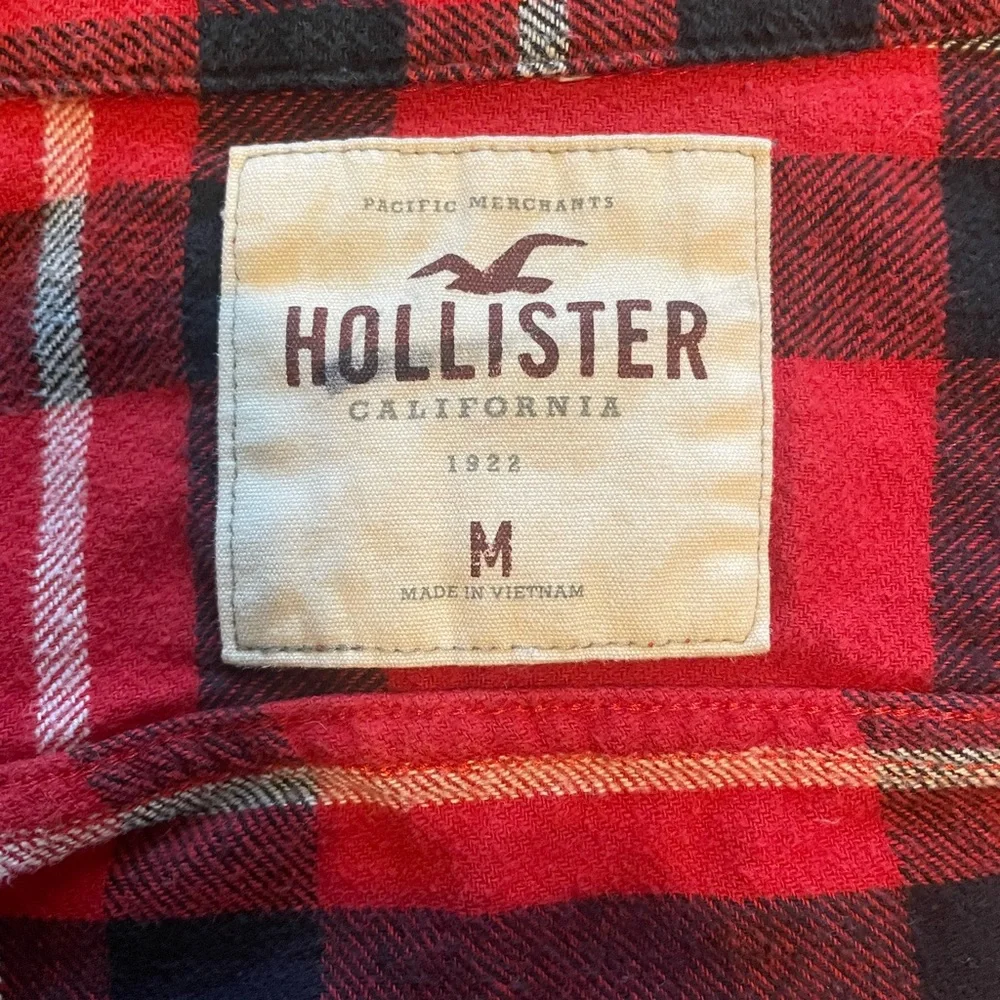 PACIFIC MERCHANTS
HOLLISTER
CALIFORNIA
1922
M
MADE IN VIETNAM